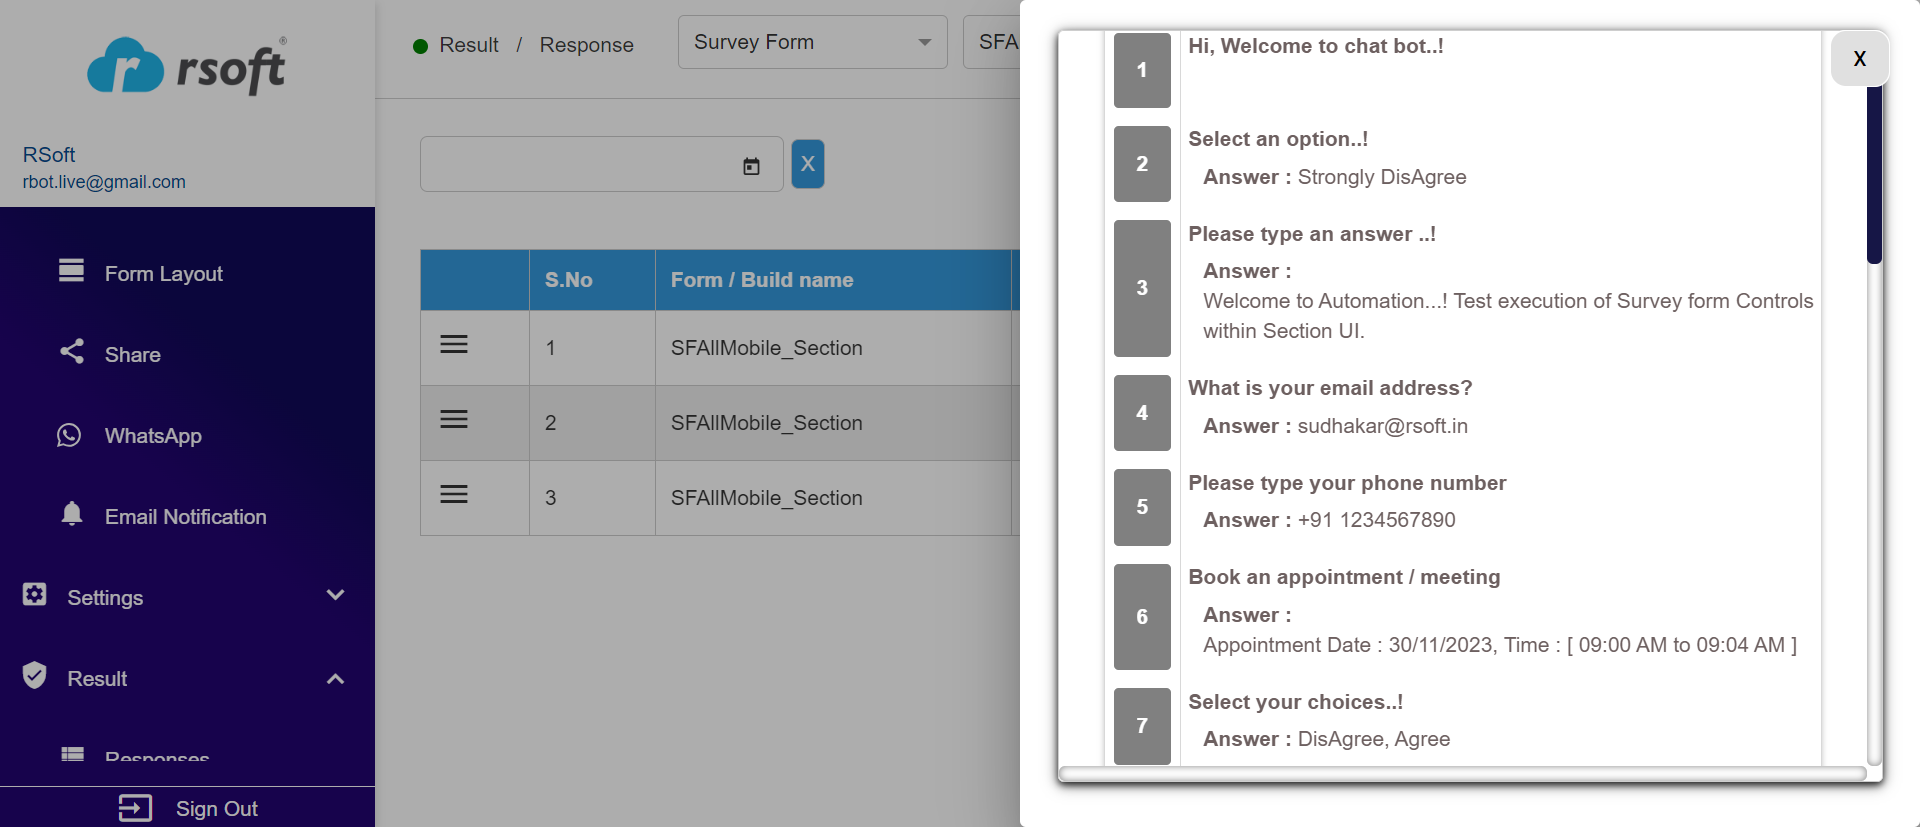 rsoft®
RSoft
rbot.live@gmail.com
Form Layout
Share
WhatsApp
Email Notification
Settings
Result
Responses
Sign Out
Result / Response
Survey Form
SFA
X
S.No Form / Build name
1 SFAllMobile_Section
2 SFAllMobile_Section
3 SFAllMobile_Section
X
1 Hi, Welcome to chat bot..!
2 Select an option..!
Answer : Strongly DisAgree
3 Please type an answer ..!
Answer :
Welcome to Automation...! Test execution of Survey form Controls
within Section UI.
4 What is your email address?
Answer : sudhakar@rsoft.in
5 Please type your phone number
Answer : +91 1234567890
6 Book an appointment / meeting
Answer :
Appointment Date : 30/11/2023, Time : [ 09:00 AM to 09:04 AM ]
7 Select your choices..!
Answer : DisAgree, Agree